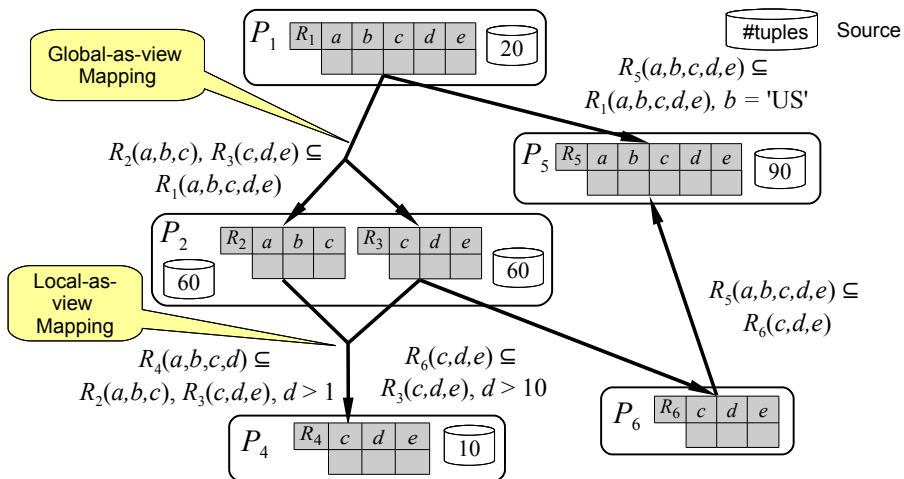 P1 R1 a b c d e 20
#tuples Source
Global-as-view
Mapping
R5(a,b,c,d,e) ⊆
R1(a,b,c,d,e), b = 'US'
R2(a,b,c), R3(c,d,e) ⊆
R1(a,b,c,d,e)
P5 R5 a b c d e 90
P2 R2 a b c R3 c d e
60 60
Local-as-
view
Mapping
R5(a,b,c,d,e) ⊆
R6(c,d,e)
R4(a,b,c,d) ⊆
R2(a,b,c), R3(c,d,e), d > 1
R6(c,d,e) ⊆
R3(c,d,e), d > 10
P4 R4 c d e 10
P6 R6 c d e